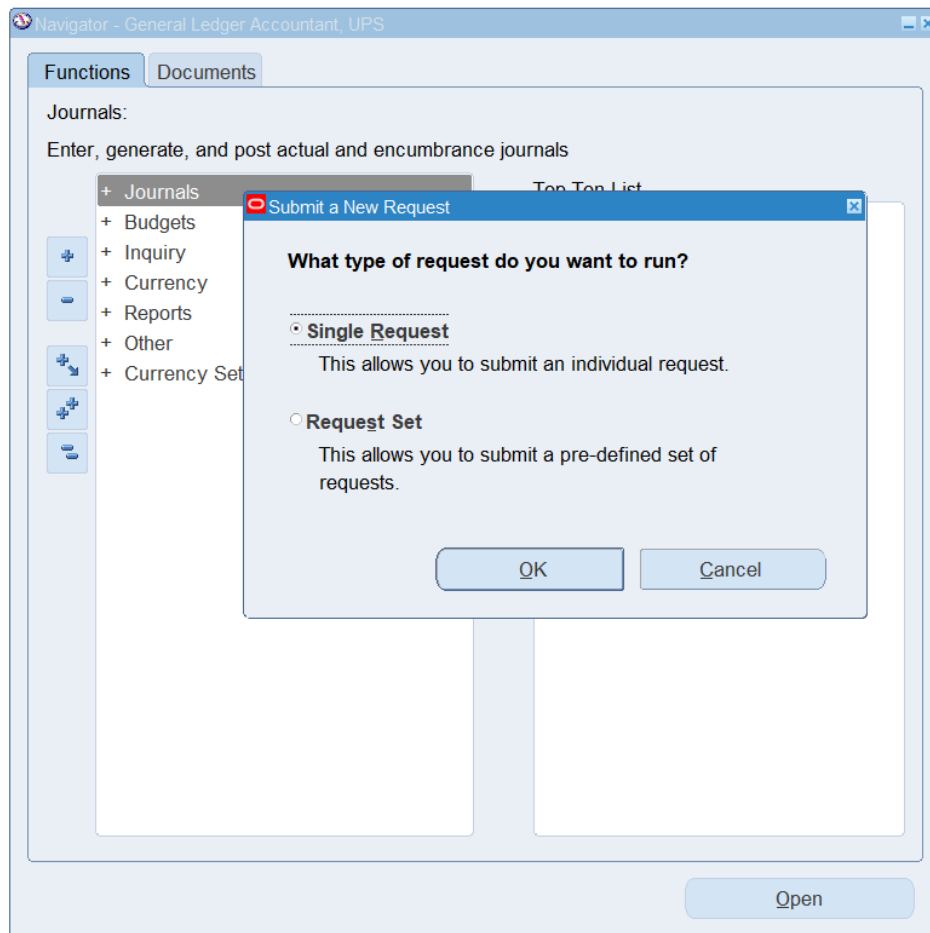 Navigator - General Ledger Accountant, UPS
Functions Documents
Journals:
Enter, generate, and post actual and encumbrance journals
+ Journals
+ Budgets
+ Inquiry
+ Currency
+ Reports
+ Other
+ Currency Set
Top Ten List
Submit a New Request
What type of request do you want to run?
Single Request
This allows you to submit an individual request.
Request Set
This allows you to submit a pre-defined set of
requests.
OK Cancel
Open